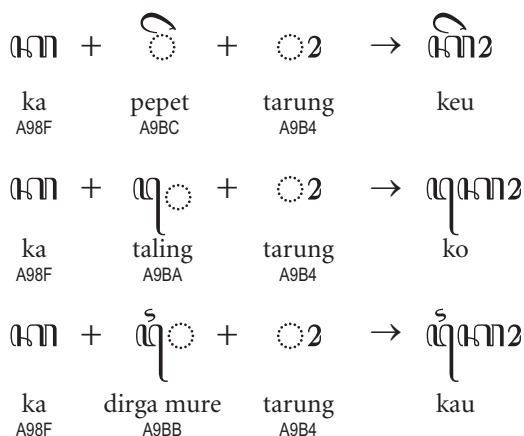 ꦏ + ◌ꦼ + ◌ꦴ → ꦏꦼꦴ
ka pepet tarung keu
A98F A9BC A9B4
ꦏ + ◌ꦺ + ◌ꦴ → ꦏꦺꦴ
ka taling tarung ko
A98F A9BA A9B4
ꦏ + ◌ꦻ + ◌ꦴ → ꦏꦻꦴ
ka dirga mure tarung kau
A98F A9BB A9B4